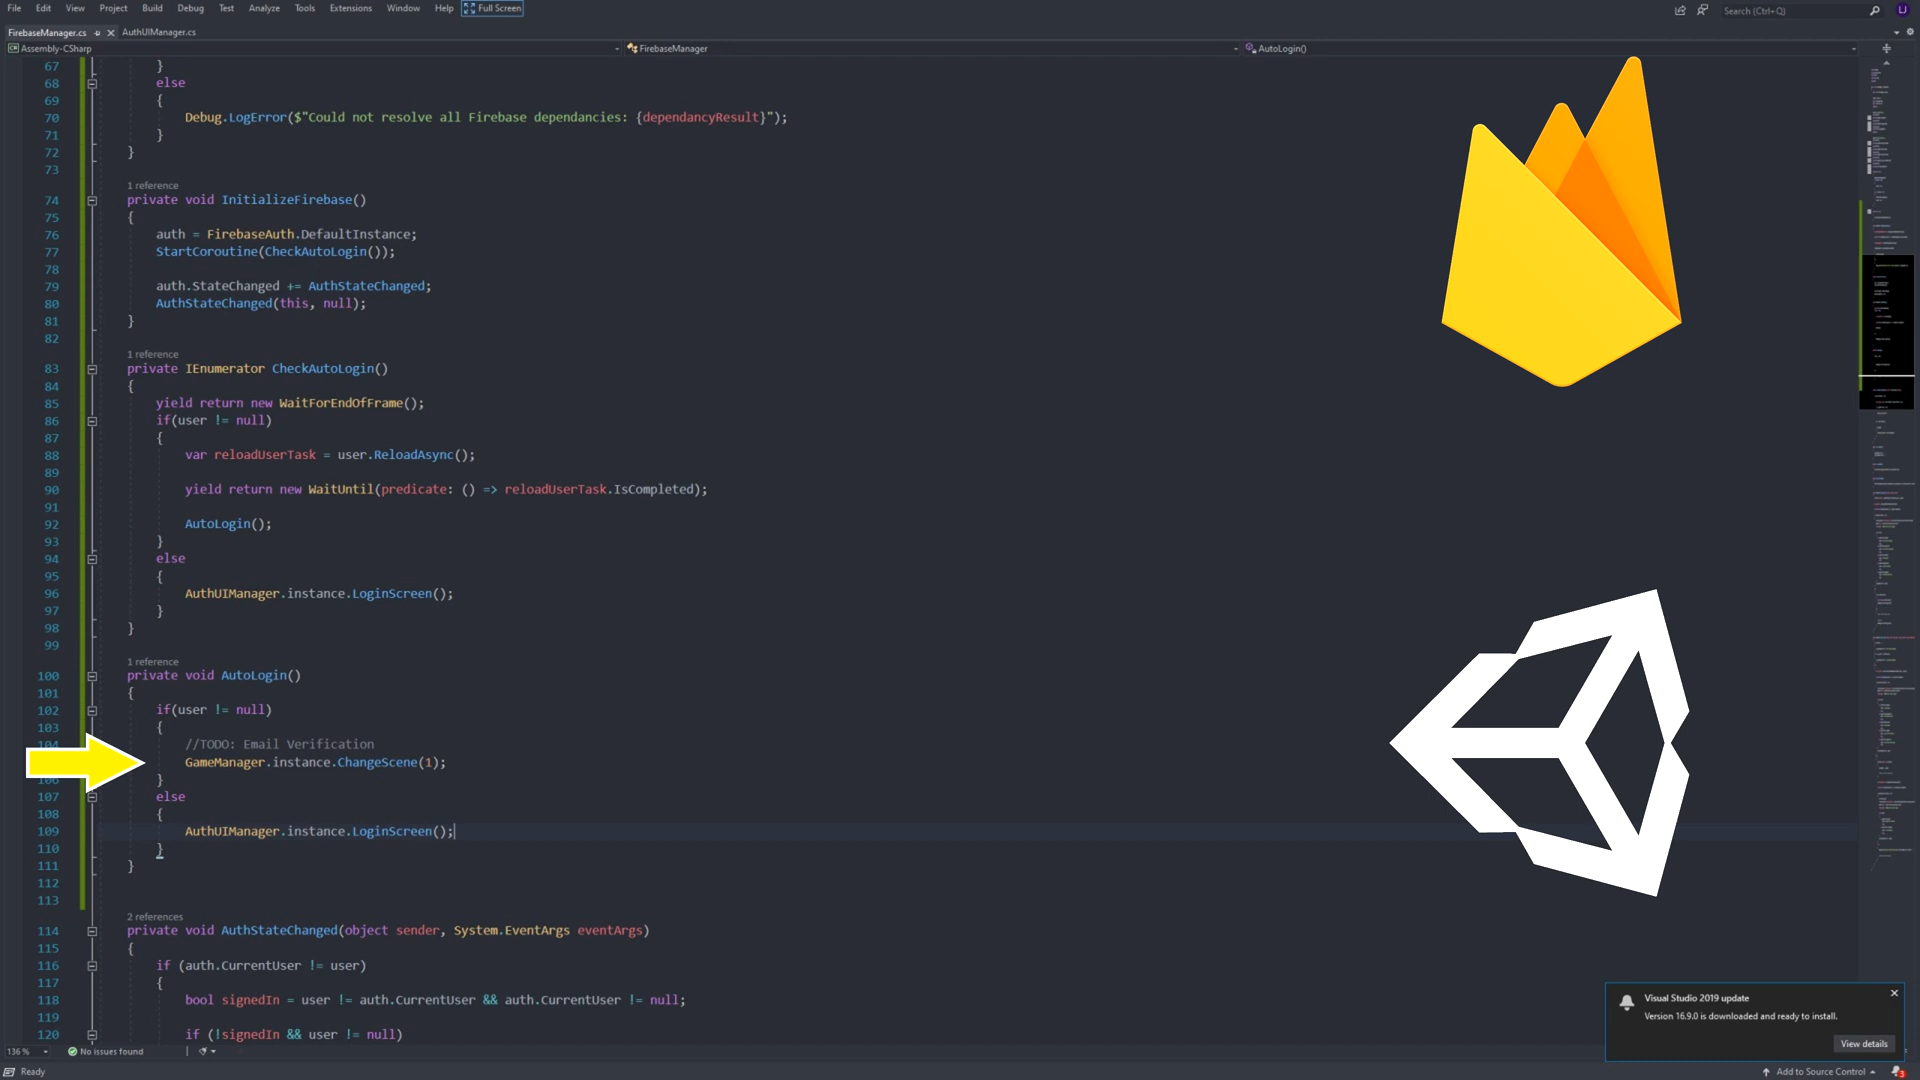 File Edit View Project Build Debug Test Analyze Tools Extensions Window Help Full Screen Search (Ctrl+Q) LJ
FirebaseManager.cs AuthUIManager.cs
Assembly-CSharp FirebaseManager AutoLogin()
67 }
68 else
69 {
70 Debug.LogError($"Could not resolve all Firebase dependancies: {dependancyResult}");
71 }
72 }
73
1 reference
74 private void InitializeFirebase()
75 {
76 auth = FirebaseAuth.DefaultInstance;
77 StartCoroutine(CheckAutoLogin());
78
79 auth.StateChanged += AuthStateChanged;
80 AuthStateChanged(this, null);
81 }
82
1 reference
83 private IEnumerator CheckAutoLogin()
84 {
85 yield return new WaitForEndOfFrame();
86 if(user != null)
87 {
88 var reloadUserTask = user.ReloadAsync();
89
90 yield return new WaitUntil(predicate: () => reloadUserTask.IsCompleted);
91
92 AutoLogin();
93 }
94 else
95 {
96 AuthUIManager.instance.LoginScreen();
97 }
98 }
99
1 reference
100 private void AutoLogin()
101 {
102 if(user != null)
103 {
104 //TODO: Email Verification
GameManager.instance.ChangeScene(1);
106 }
107 else
108 {
109 AuthUIManager.instance.LoginScreen();
110 }
111 }
112
113
2 references
114 private void AuthStateChanged(object sender, System.EventArgs eventArgs)
115 {
116 if (auth.CurrentUser != user)
117 {
118 bool signedIn = user != auth.CurrentUser && auth.CurrentUser != null;
119
120 if (!signedIn && user != null)
Visual Studio 2019 update
Version 16.9.0 is downloaded and ready to install.
View details
136 % No issues found
Ready Add to Source Control 3